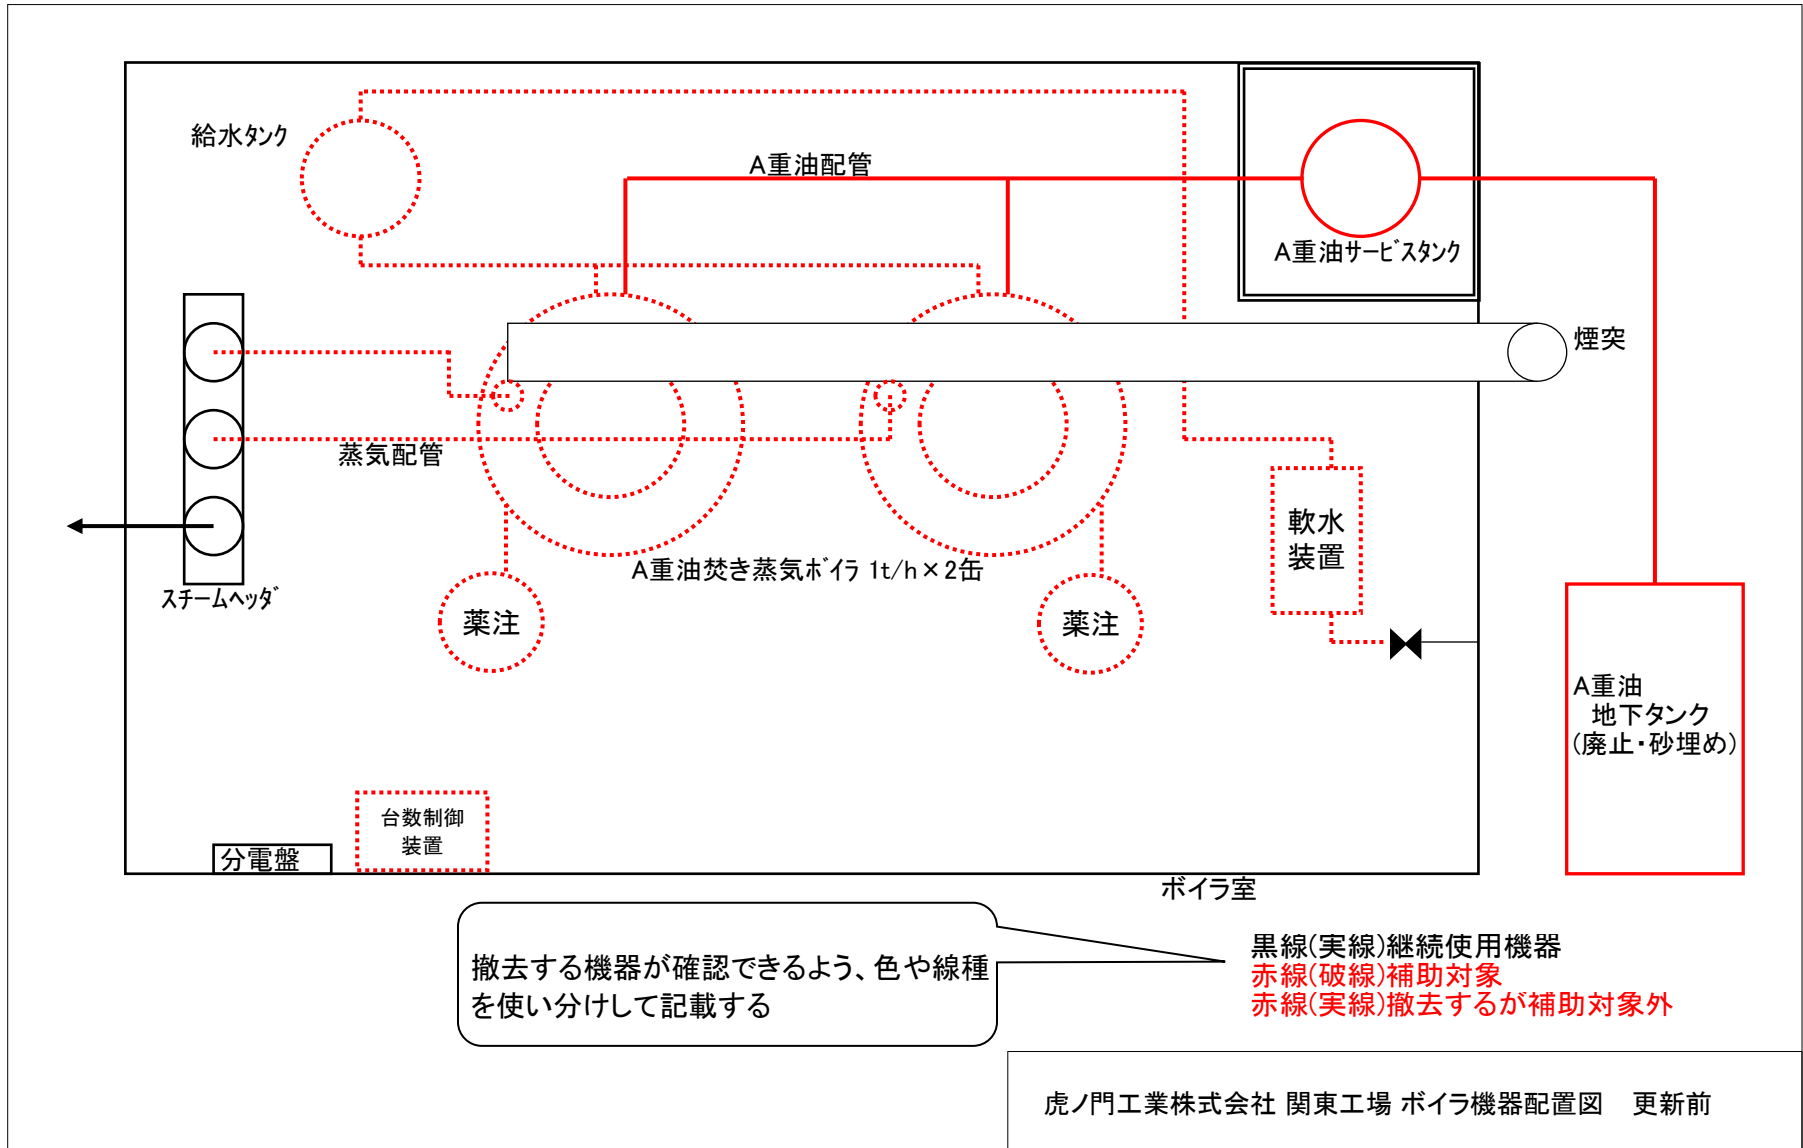 給水ﾀﾝｸ
A重油配管
A重油ｻｰﾋﾞｽﾀﾝｸ
煙突
蒸気配管
軟水
装置
A重油焚き蒸気ﾎﾞｲﾗ 1t/h×2缶
ｽﾁｰﾑﾍｯﾀﾞ
薬注
薬注
A重油
地下タンク
(廃止・砂埋め)
台数制御
装置
分電盤
ボイラ室
撤去する機器が確認できるよう、色や線種
を使い分けして記載する
黒線(実線)継続使用機器
赤線(破線)補助対象
赤線(実線)撤去するが補助対象外
虎ノ門工業株式会社 関東工場 ボイラ機器配置図　更新前